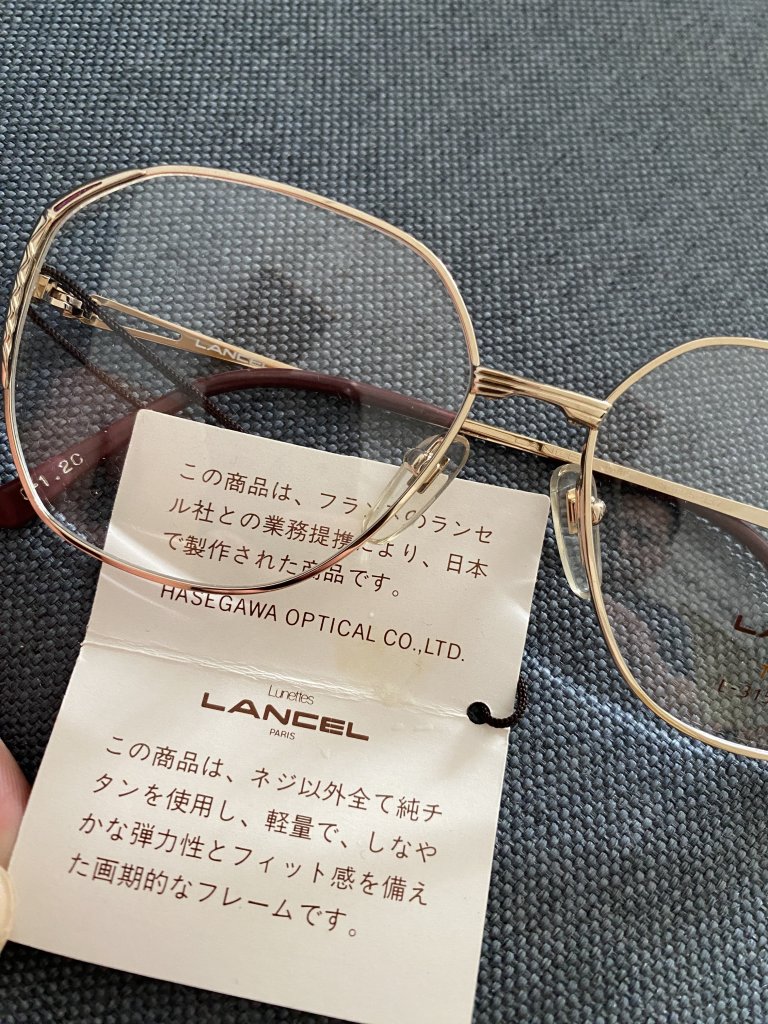 LANCEL
この商品は、フランスのランセ
ル社との業務提携により、日本
で製作された商品です。
HASEGAWA OPTICAL CO.,LTD.
Lunettes
LANCEL
PARIS
この商品は、ネジ以外全て純チ
タンを使用し、軽量で、しなや
かな弾力性とフィット感を備え
た画期的なフレームです。